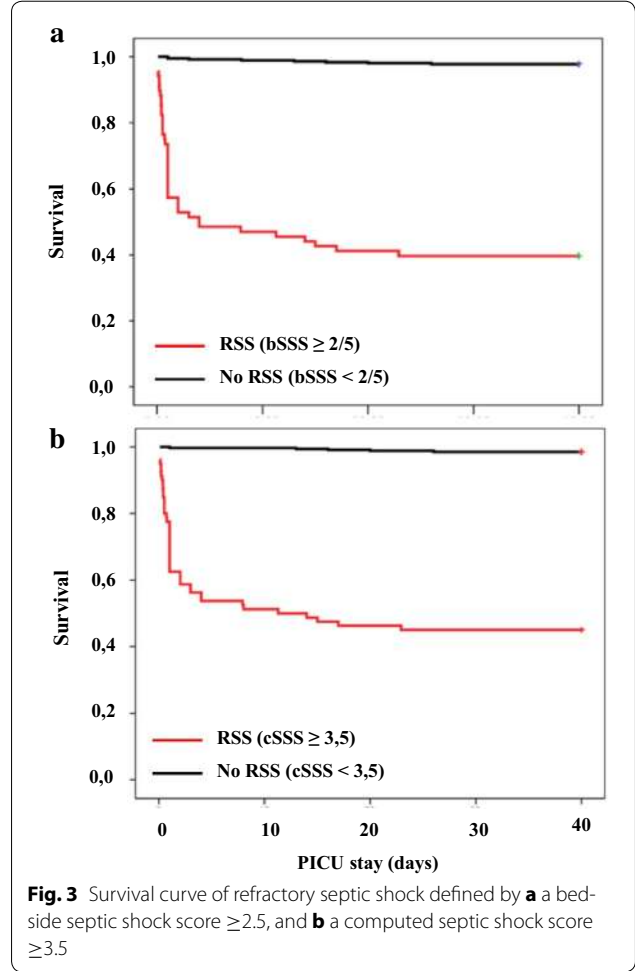 a
1,0
0,8
0,6
0,4
0,2
0,0
Survival
RSS (bSSS ≥ 2/5)
No RSS (bSSS < 2/5)
b
1,0
0,8
0,6
0,4
0,2
0,0
Survival
RSS (cSSS ≥ 3,5)
No RSS (cSSS < 3,5)
0 10 20 30 40
PICU stay (days)
Fig. 3 Survival curve of refractory septic shock defined by a a bed-
side septic shock score ≥2.5, and b a computed septic shock score
≥3.5